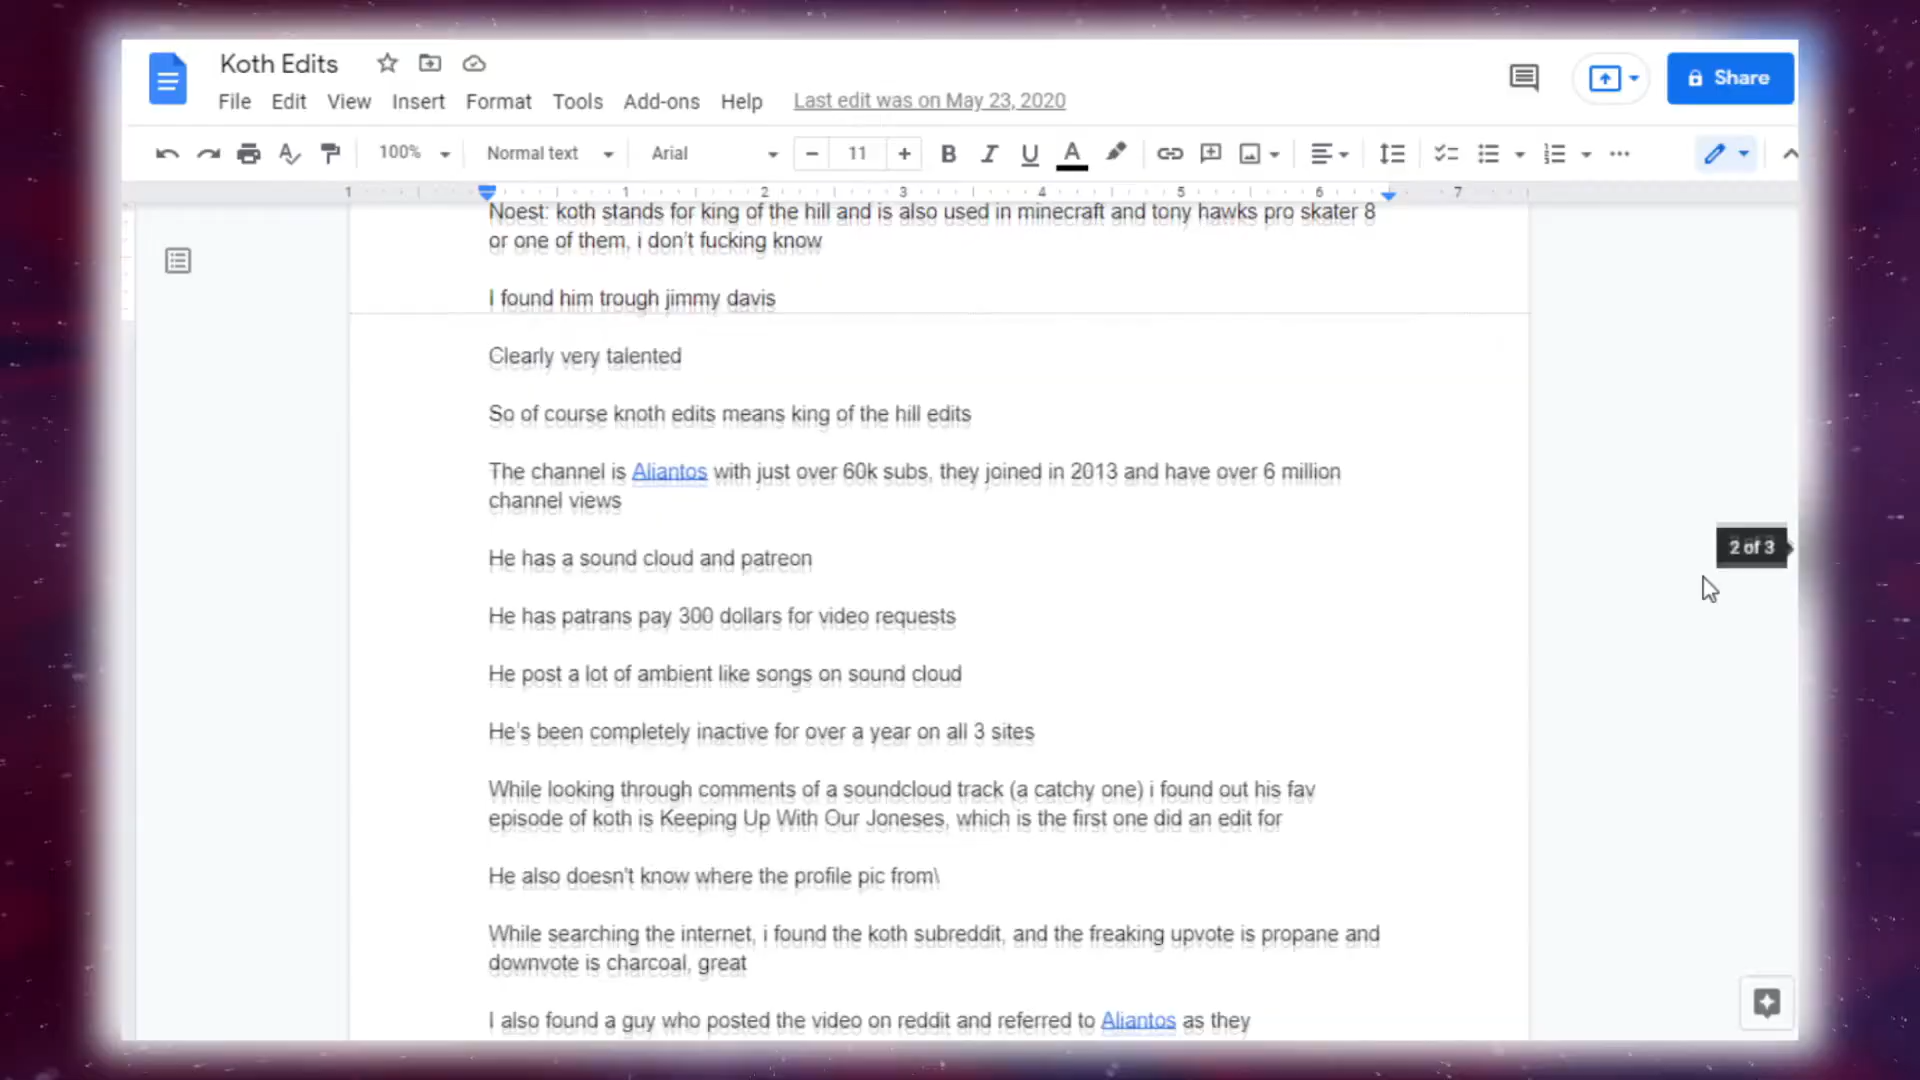 Koth Edits
File Edit View Insert Format Tools Add-ons Help Last edit was on May 23, 2020
Share
100% Normal text Arial 11 B I U A
1 1 2 3 4 5 6 7
Noest: koth stands for king of the hill and is also used in minecraft and tony hawks pro skater 8
or one of them, i don't fucking know
I found him trough jimmy davis
Clearly very talented
So of course knoth edits means king of the hill edits
The channel is Aliantos with just over 60k subs, they joined in 2013 and have over 6 million
channel views
He has a sound cloud and patreon
He has patrans pay 300 dollars for video requests
He post a lot of ambient like songs on sound cloud
He's been completely inactive for over a year on all 3 sites
While looking through comments of a soundcloud track (a catchy one) i found out his fav
episode of koth is Keeping Up With Our Joneses, which is the first one did an edit for
He also doesn't know where the profile pic from\
While searching the internet, i found the koth subreddit, and the freaking upvote is propane and
downvote is charcoal, great
I also found a guy who posted the video on reddit and referred to Aliantos as they
2 of 3